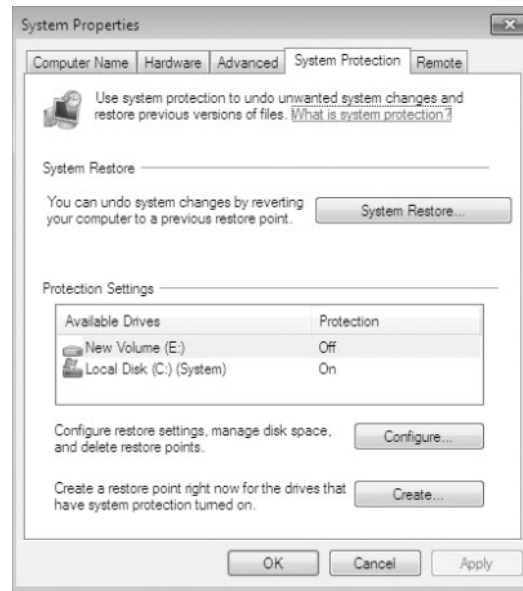 System Properties
Computer Name Hardware Advanced System Protection Remote
Use system protection to undo unwanted system changes and
restore previous versions of files. What is system protection?
System Restore
You can undo system changes by reverting
your computer to a previous restore point.
System Restore...
Protection Settings
Available Drives Protection
New Volume (E:) Off
Local Disk (C:) (System) On
Configure restore settings, manage disk space,
and delete restore points.
Configure...
Create a restore point right now for the drives that
have system protection turned on.
Create...
OK Cancel Apply